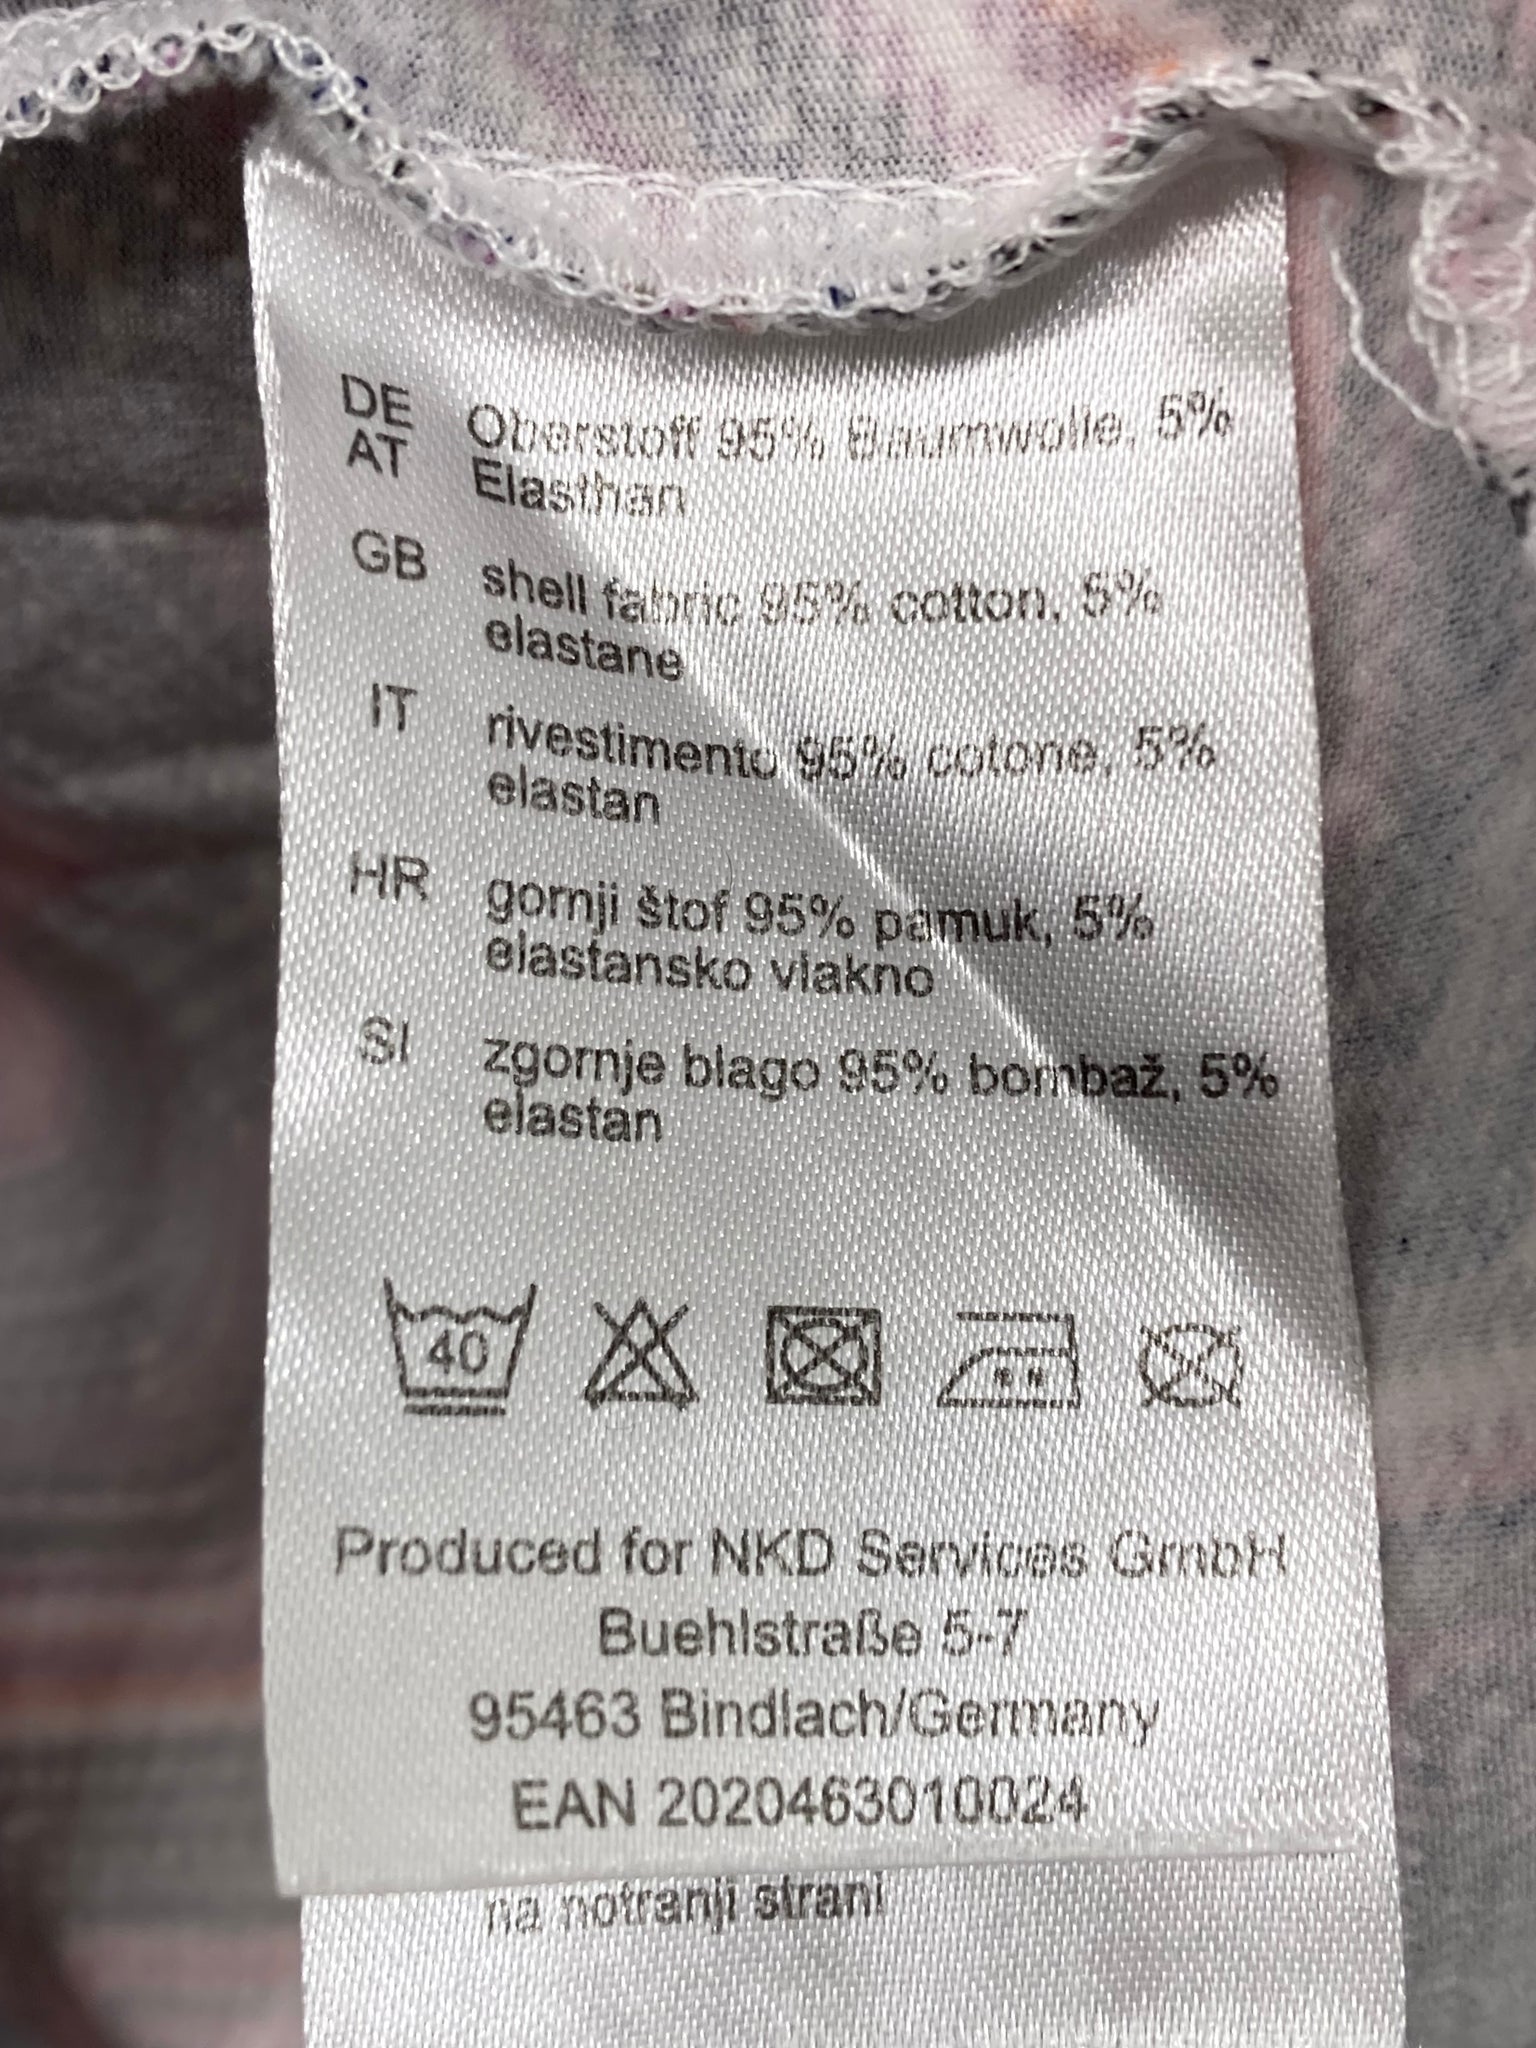 DE
AT
Oberstoff 95% Baumwolle, 5%
Elasthan
GB
shell fabric 95% cotton, 5%
elastane
IT
rivestimento 95% cotone, 5%
elastan
HR
gornji štof 95% pamuk, 5%
elastansko vlakno
SI
zgornje blago 95% bombaž, 5%
elastan
40
Produced for NKD Services GmbH
Buehlstraße 5-7
95463 Bindlach/Germany
EAN 2020463010024
na notranji strani